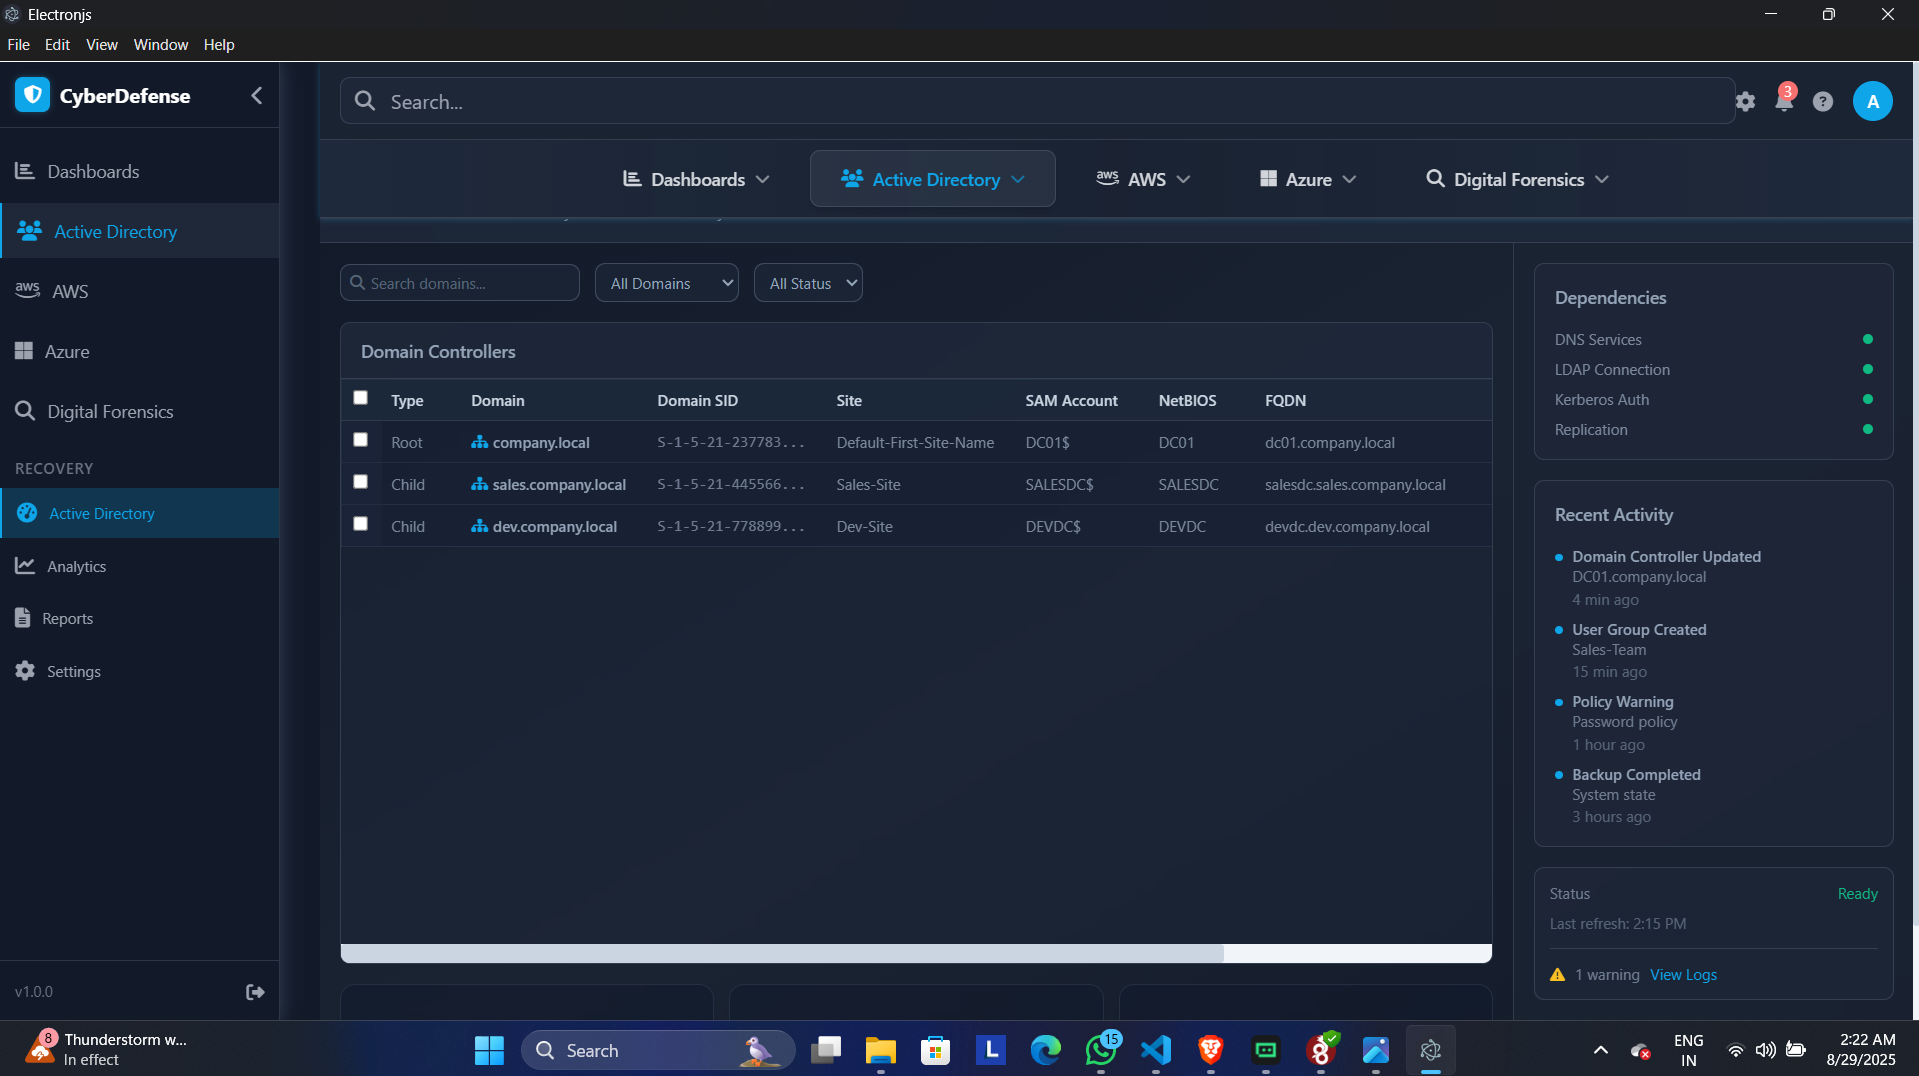 Electronjs
File Edit View Window Help
CyberDefense
Search...
3
A
Dashboards
Active Directory
AWS
Azure
Digital Forensics
Dashboards
Active Directory
aws AWS
Azure
Digital Forensics
RECOVERY
Active Directory
Analytics
Reports
Settings
v1.0.0
Search domains...
All Domains
All Status
Domain Controllers
Type Domain Domain SID Site SAM Account NetBIOS FQDN
Root company.local S-1-5-21-237783... Default-First-Site-Name DC01$ DC01 dc01.company.local
Child sales.company.local S-1-5-21-445566... Sales-Site SALESDC$ SALESDC salesdc.sales.company.local
Child dev.company.local S-1-5-21-778899... Dev-Site DEVDC$ DEVDC devdc.dev.company.local
Dependencies
DNS Services
LDAP Connection
Kerberos Auth
Replication
Recent Activity
Domain Controller Updated
DC01.company.local
4 min ago
User Group Created
Sales-Team
15 min ago
Policy Warning
Password policy
1 hour ago
Backup Completed
System state
3 hours ago
Status Ready
Last refresh: 2:15 PM
1 warning View Logs
8
Thunderstorm w...
In effect
Search
L
15
ENG
IN
2:22 AM
8/29/2025